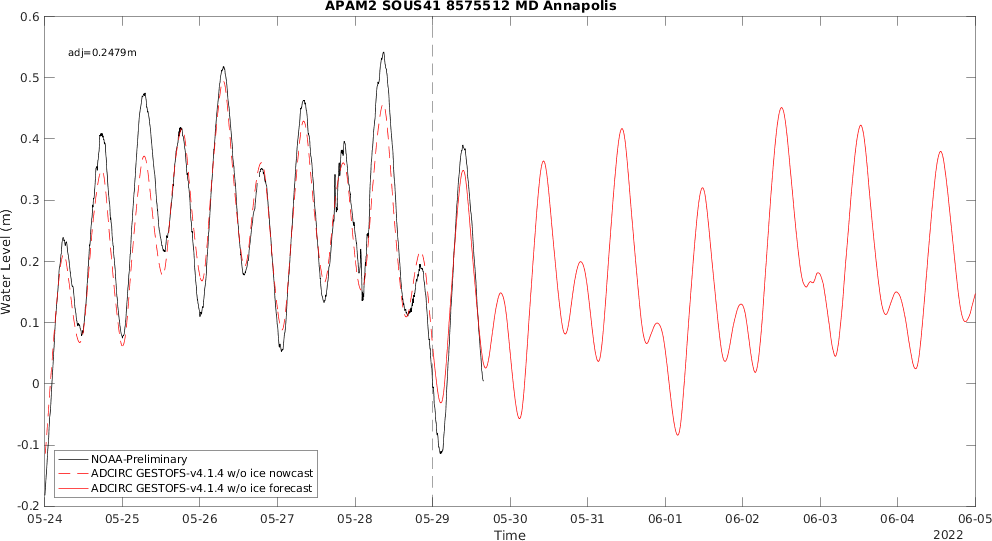 APAM2 SOUS41 8575512 MD Annapolis
adj=0.2479m
0.6
0.5
0.4
0.3
0.2
0.1
0
-0.1
-0.2
Water Level (m)
NOAA-Preliminary
ADCIRC GESTOFS-v4.1.4 w/o ice nowcast
ADCIRC GESTOFS-v4.1.4 w/o ice forecast
05-24 05-25 05-26 05-27 05-28 05-29 05-30 05-31 06-01 06-02 06-03 06-04 06-05
Time
2022